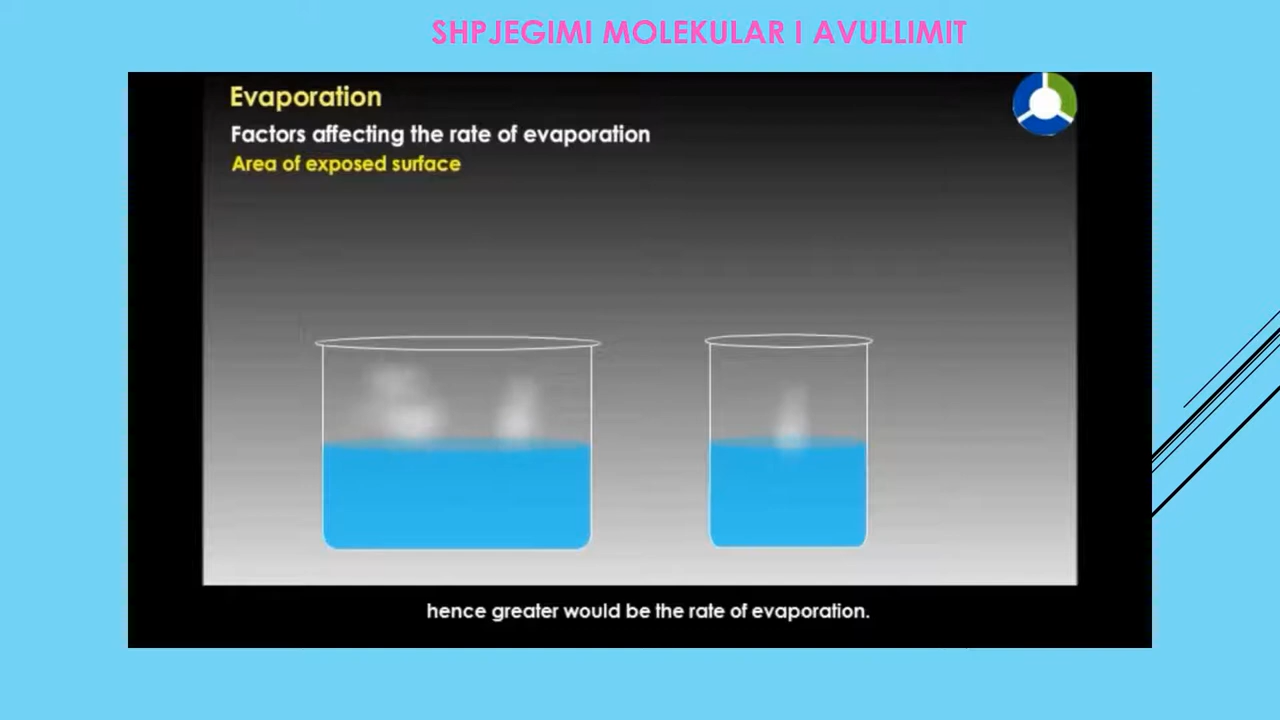 SHPJEGIMI MOLEKULAR I AVULLIMIT
Evaporation
Factors affecting the rate of evaporation
Area of exposed surface
hence greater would be the rate of evaporation.